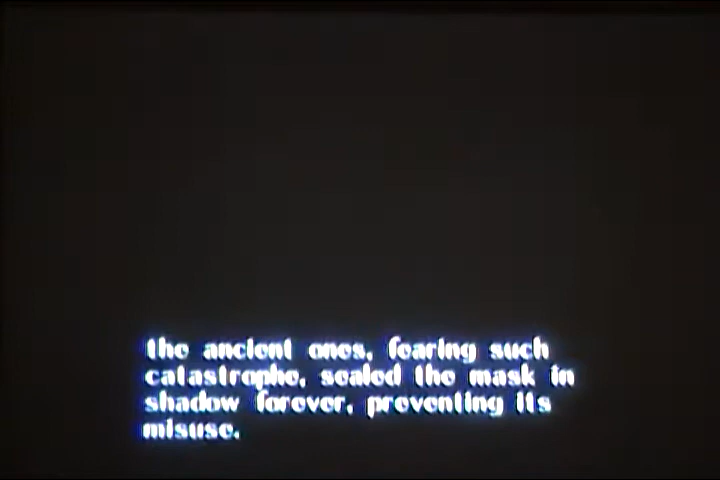 the ancient ones, fearing such
catastrophe, sealed the mask in
shadow forever, preventing its
misuse.